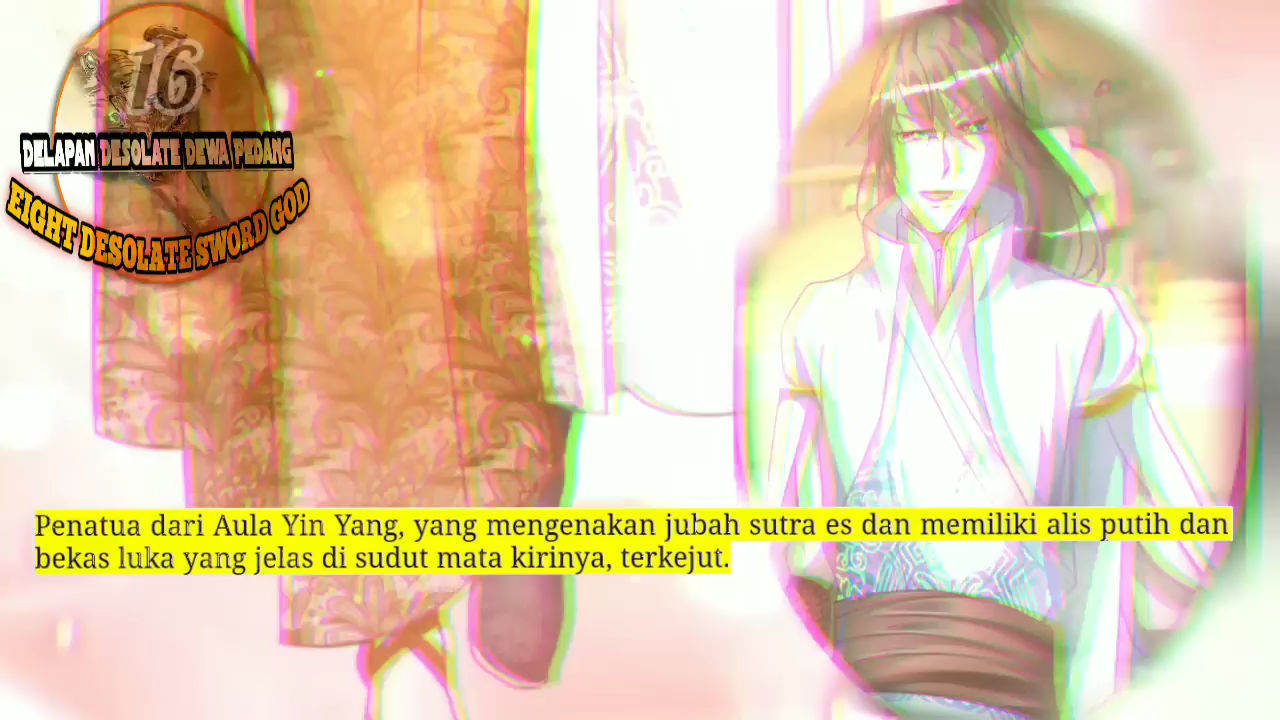 16
DELAPAN DESOLATE DEWA PEDANG
EIGHT DESOLATE SWORD GOD
Penatua dari Aula Yin Yang, yang mengenakan jubah sutra es dan memiliki alis putih dan
bekas luka yang jelas di sudut mata kirinya, terkejut.